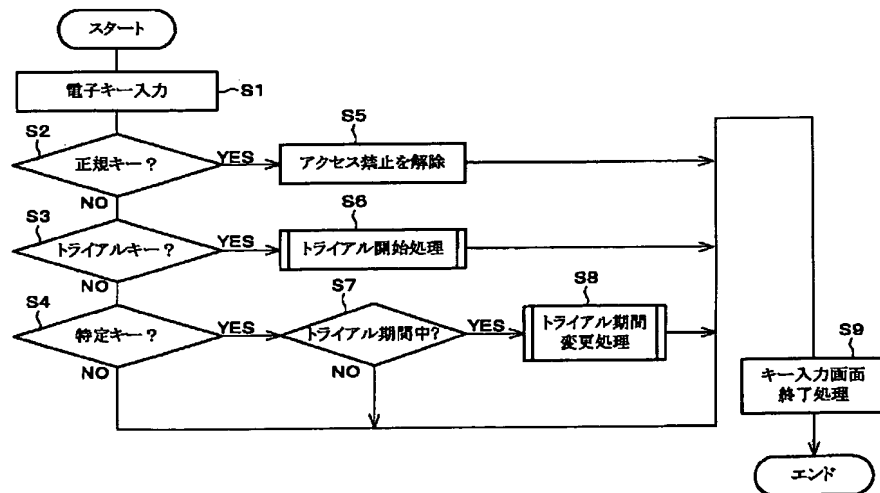 スタート
電子キー入力
S1
S2
正規キー?
YES
NO
S5
アクセス禁止を解除
S3
トライアルキー?
YES
NO
S6
トライアル開始処理
S4
特定キー?
YES
NO
S7
トライアル期間中?
YES
NO
S8
トライアル期間
変更処理
S9
キー入力画面
終了処理
エンド